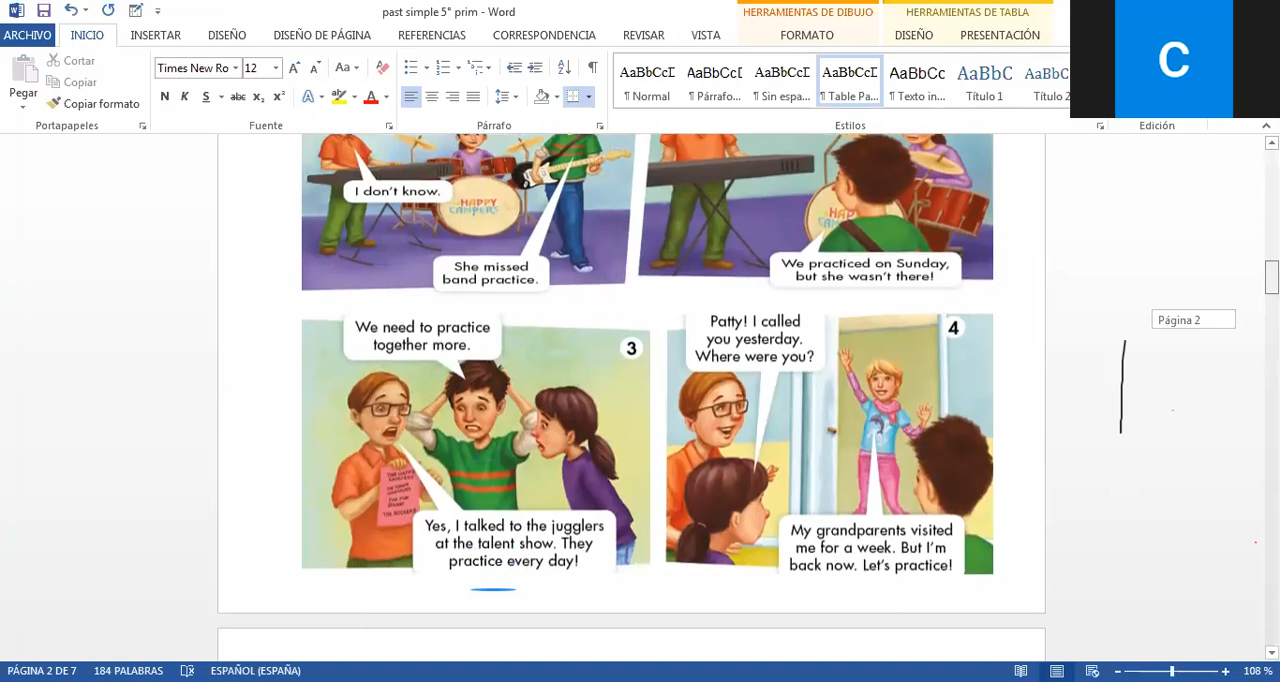 past simple 5° prim - Word
HERRAMIENTAS DE DIBUJO
HERRAMIENTAS DE TABLA
ARCHIVO
INICIO
INSERTAR
DISEÑO
DISEÑO DE PÁGINA
REFERENCIAS
CORRESPONDENCIA
REVISAR
VISTA
FORMATO
DISEÑO
PRESENTACIÓN
Cortar
Copiar
Copiar formato
Pegar
Portapapeles
Times New Ro
12
Aa
N K S abc x₂ x²
A
A
Fuente
Párrafo
AaBbCcI
¶ Normal
AaBbCcD
¶ Párrafo...
AaBbCcI
¶ Sin espa...
AaBbCcI
¶ Table Pa...
AaBbCc
¶ Texto in...
AaBbC
Título 1
AaBbC
Título 2
Estilos
Edición
C
I don't know.
HAPPY
CAMPERS
She missed
band practice.
We practiced on Sunday,
but she wasn't there!
We need to practice
together more.
3
Yes, I talked to the jugglers
at the talent show. They
practice every day!
Patty! I called
you yesterday.
Where were you?
4
My grandparents visited
me for a week. But I'm
back now. Let's practice!
Página 2
PÁGINA 2 DE 7
184 PALABRAS
ESPAÑOL (ESPAÑA)
108 %